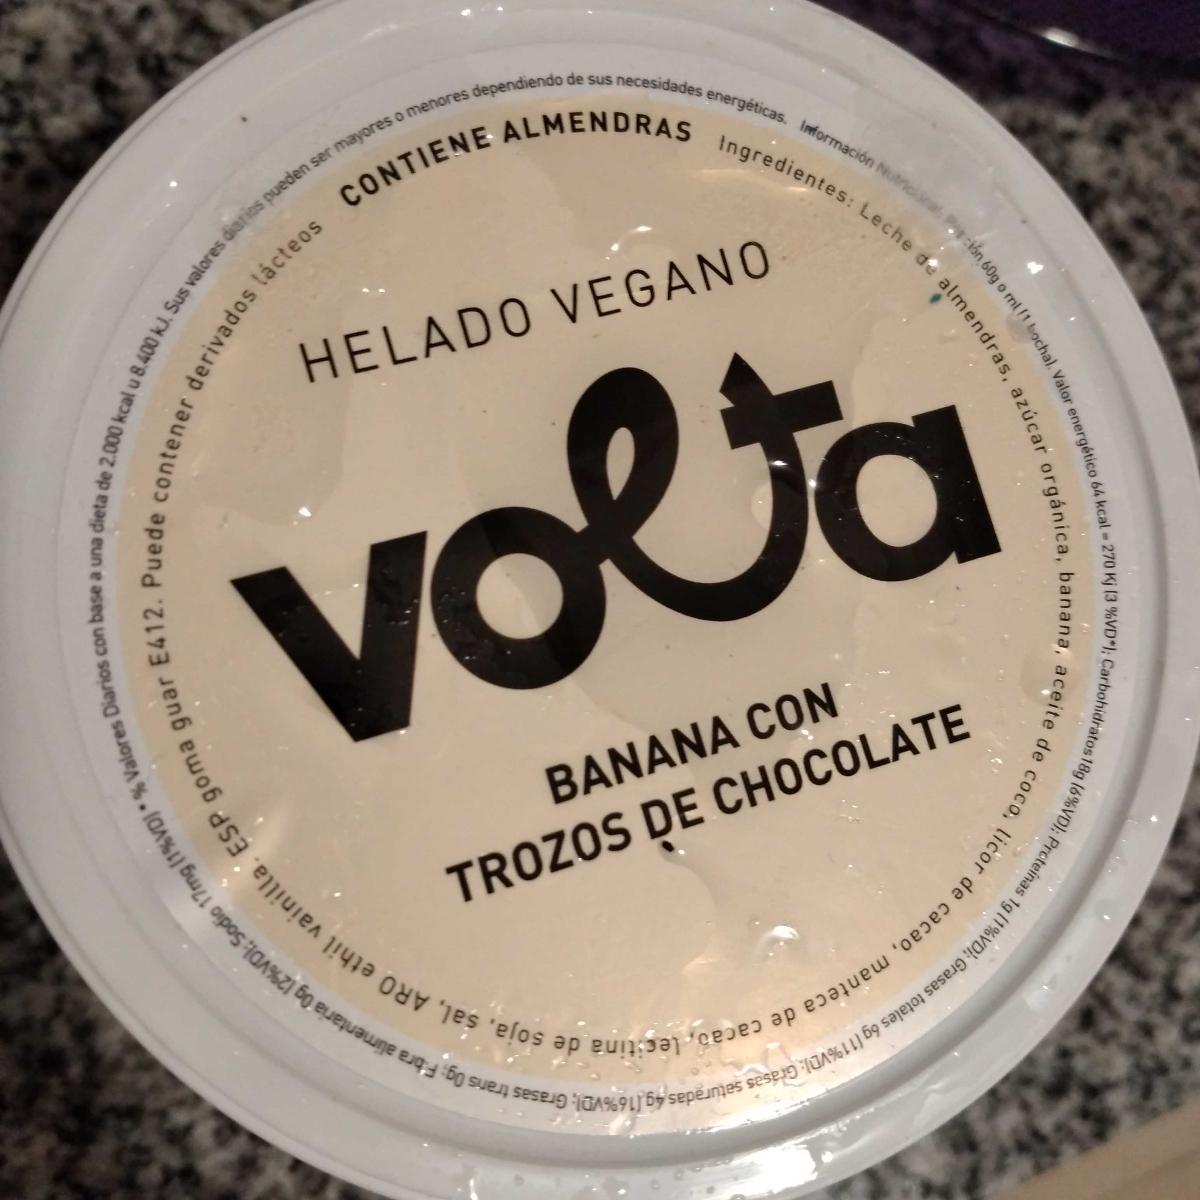 HELADO VEGANO
volta
BANANA CON
TROZOS DE CHOCOLATE
CONTIENE ALMENDRAS
Ingredientes: Leche de almendras, azúcar orgánica, banana, aceite de coco, licor de cacao, manteca de cacao, lecitina de soja, sal, ARO ethil vainilla, ESP goma guar E412. Puede contener derivados lácteos
Información Nutricional. Porción 60g o ml (1 bocha). Valor energético 64 kcal = 270 Kj (3 %VD*); Carbohidratos 18g (6%VD); Proteínas 1g (1%VD); Grasas totales 6g (11%VD); Grasas saturadas 4g (16%VD); Grasas trans 0g; Fibra alimentaria 0g (2%VD); Sodio 17mg (1%VD) • % Valores Diarios con base a una dieta de 2.000 kcal u 8.400 kJ. Sus valores diarios pueden ser mayores o menores dependiendo de sus necesidades energéticas.